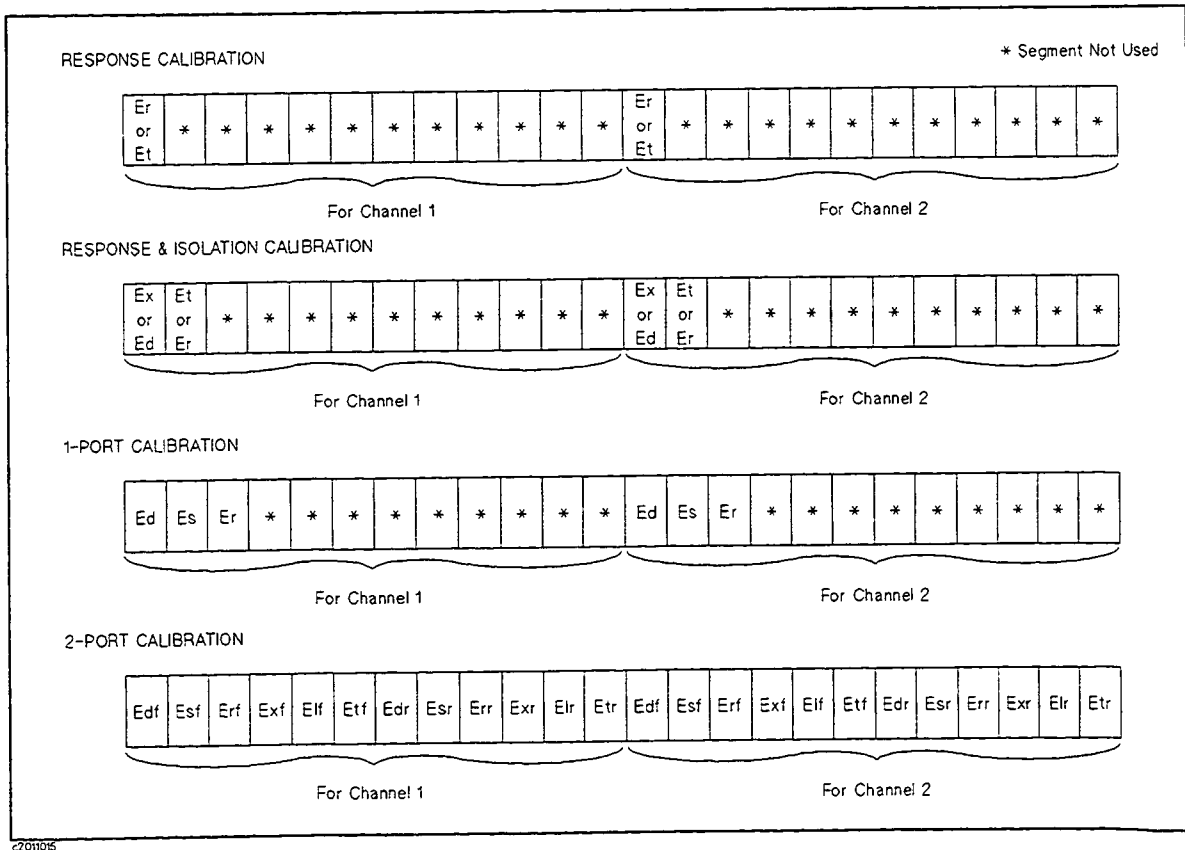 RESPONSE CALIBRATION
* Segment Not Used
Er or Et * * * * * * * * * * * Er or Et * * * * * * * * * * *
For Channel 1 For Channel 2
RESPONSE & ISOLATION CALIBRATION
Ex or Ed Et or Er * * * * * * * * * * Ex or Ed Et or Er * * * * * * * * * *
For Channel 1 For Channel 2
1-PORT CALIBRATION
Ed Es Er * * * * * * * * * Ed Es Er * * * * * * * * *
For Channel 1 For Channel 2
2-PORT CALIBRATION
Edf Esf Erf Exf Elf Etf Edr Esr Err Exr Elr Etr Edf Esf Erf Exf Elf Etf Edr Esr Err Exr Elr Etr
For Channel 1 For Channel 2
c2011015